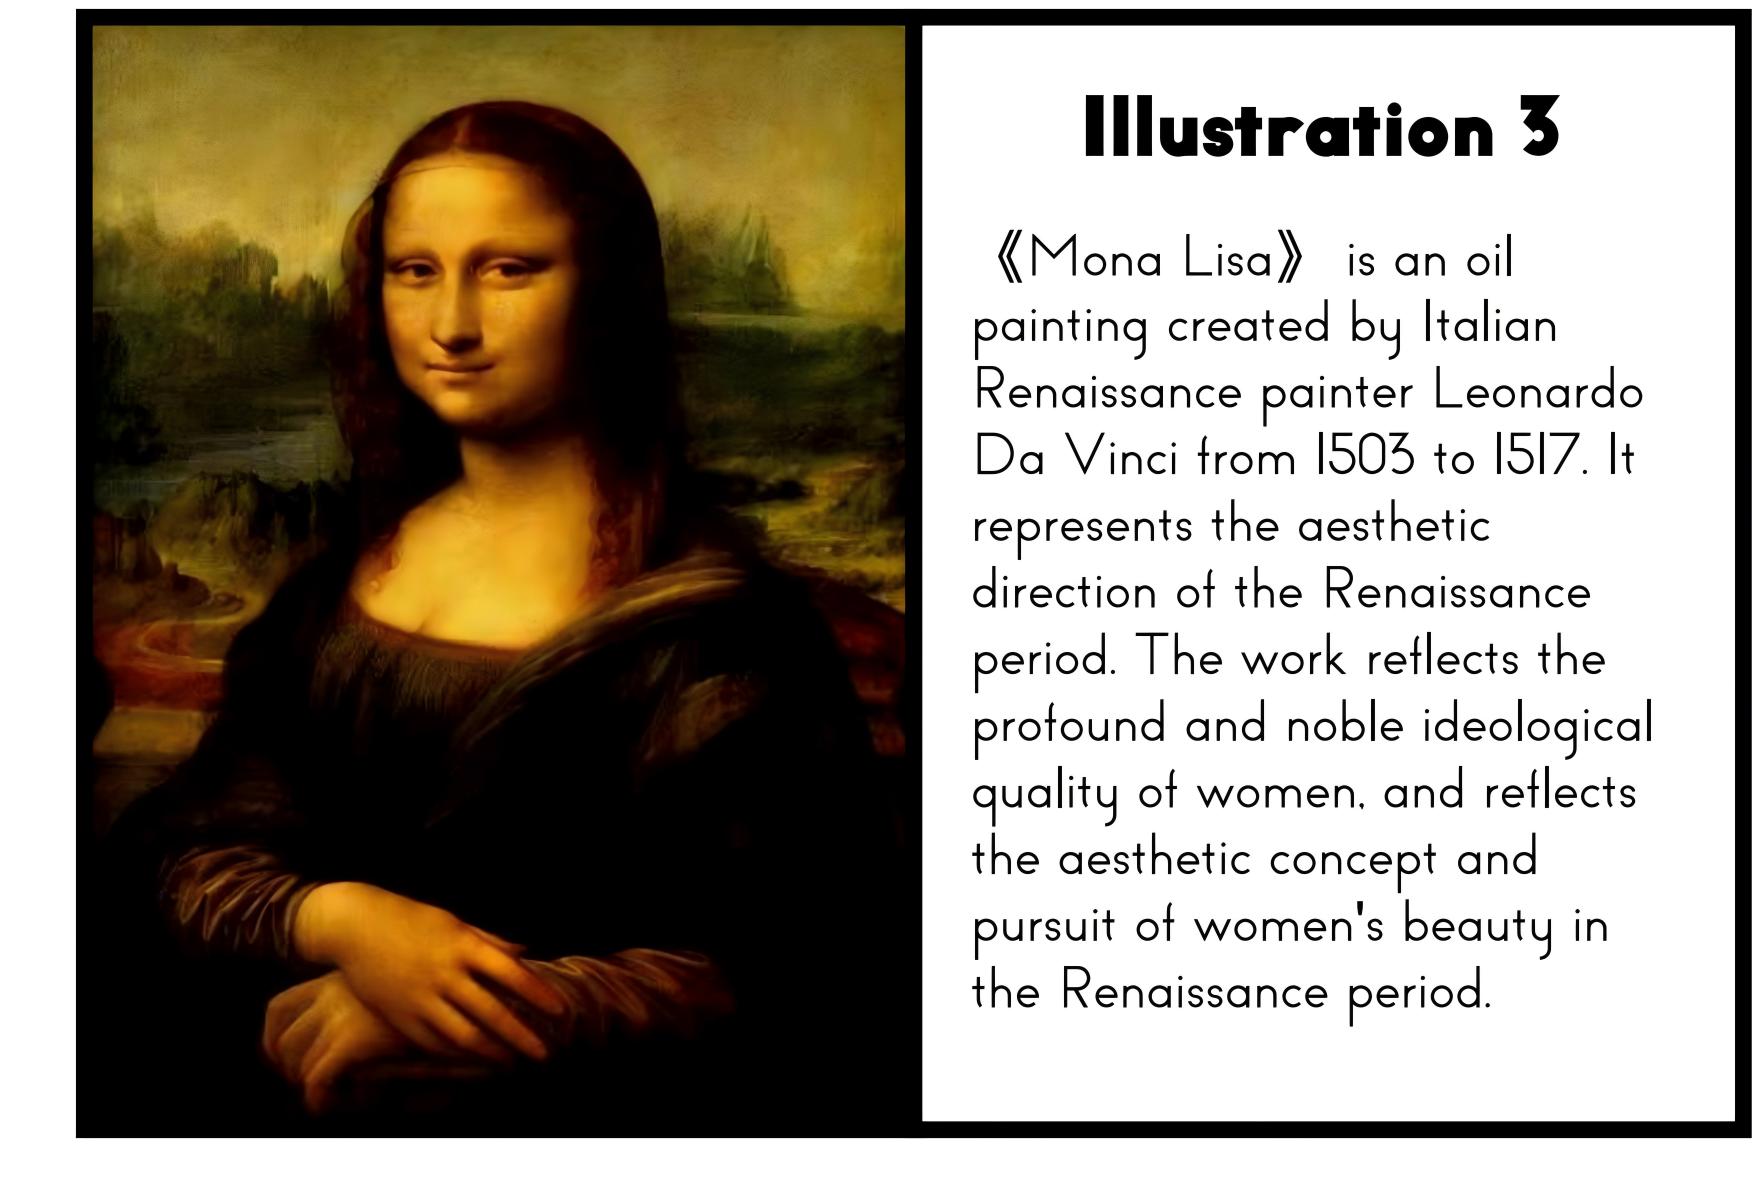 Illustration 3
《Mona Lisa》 is an oil
painting created by Italian
Renaissance painter Leonardo
Da Vinci from 1503 to 1517. It
represents the aesthetic
direction of the Renaissance
period. The work reflects the
profound and noble ideological
quality of women, and reflects
the aesthetic concept and
pursuit of women's beauty in
the Renaissance period.